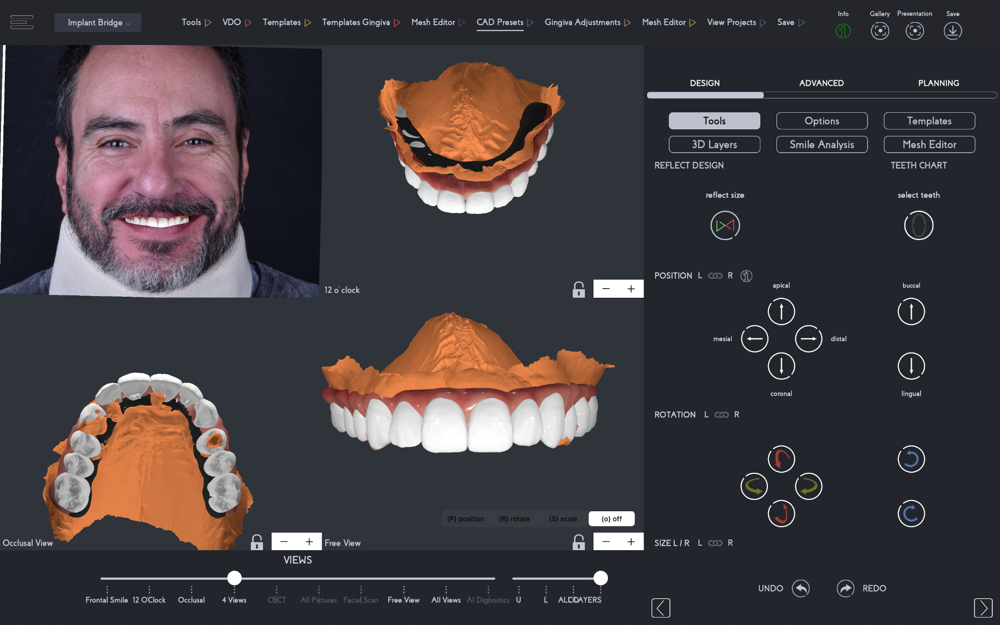 Implant Bridge
Tools VDO Templates Templates Gingiva Mesh Editor CAD Presets Gingiva Adjustments Mesh Editor View Projects Save
Info Gallery Presentation Save
DESIGN ADVANCED PLANNING
Tools Options Templates
3D Layers Smile Analysis Mesh Editor
REFLECT DESIGN TEETH CHART
reflect size select teeth
POSITION L R
apical buccal
mesial distal
coronal lingual
ROTATION L R
SIZE L / R L R
UNDO REDO
12 o' clock − +
(P) position (R) rotate (S) scale (o) off
Occlusal View − + Free View − +
VIEWS
Frontal Smile 12 O'Clock Occlusal 4 Views CBCT All Pictures Facial Scan Free View All Views AI Dignostics U L